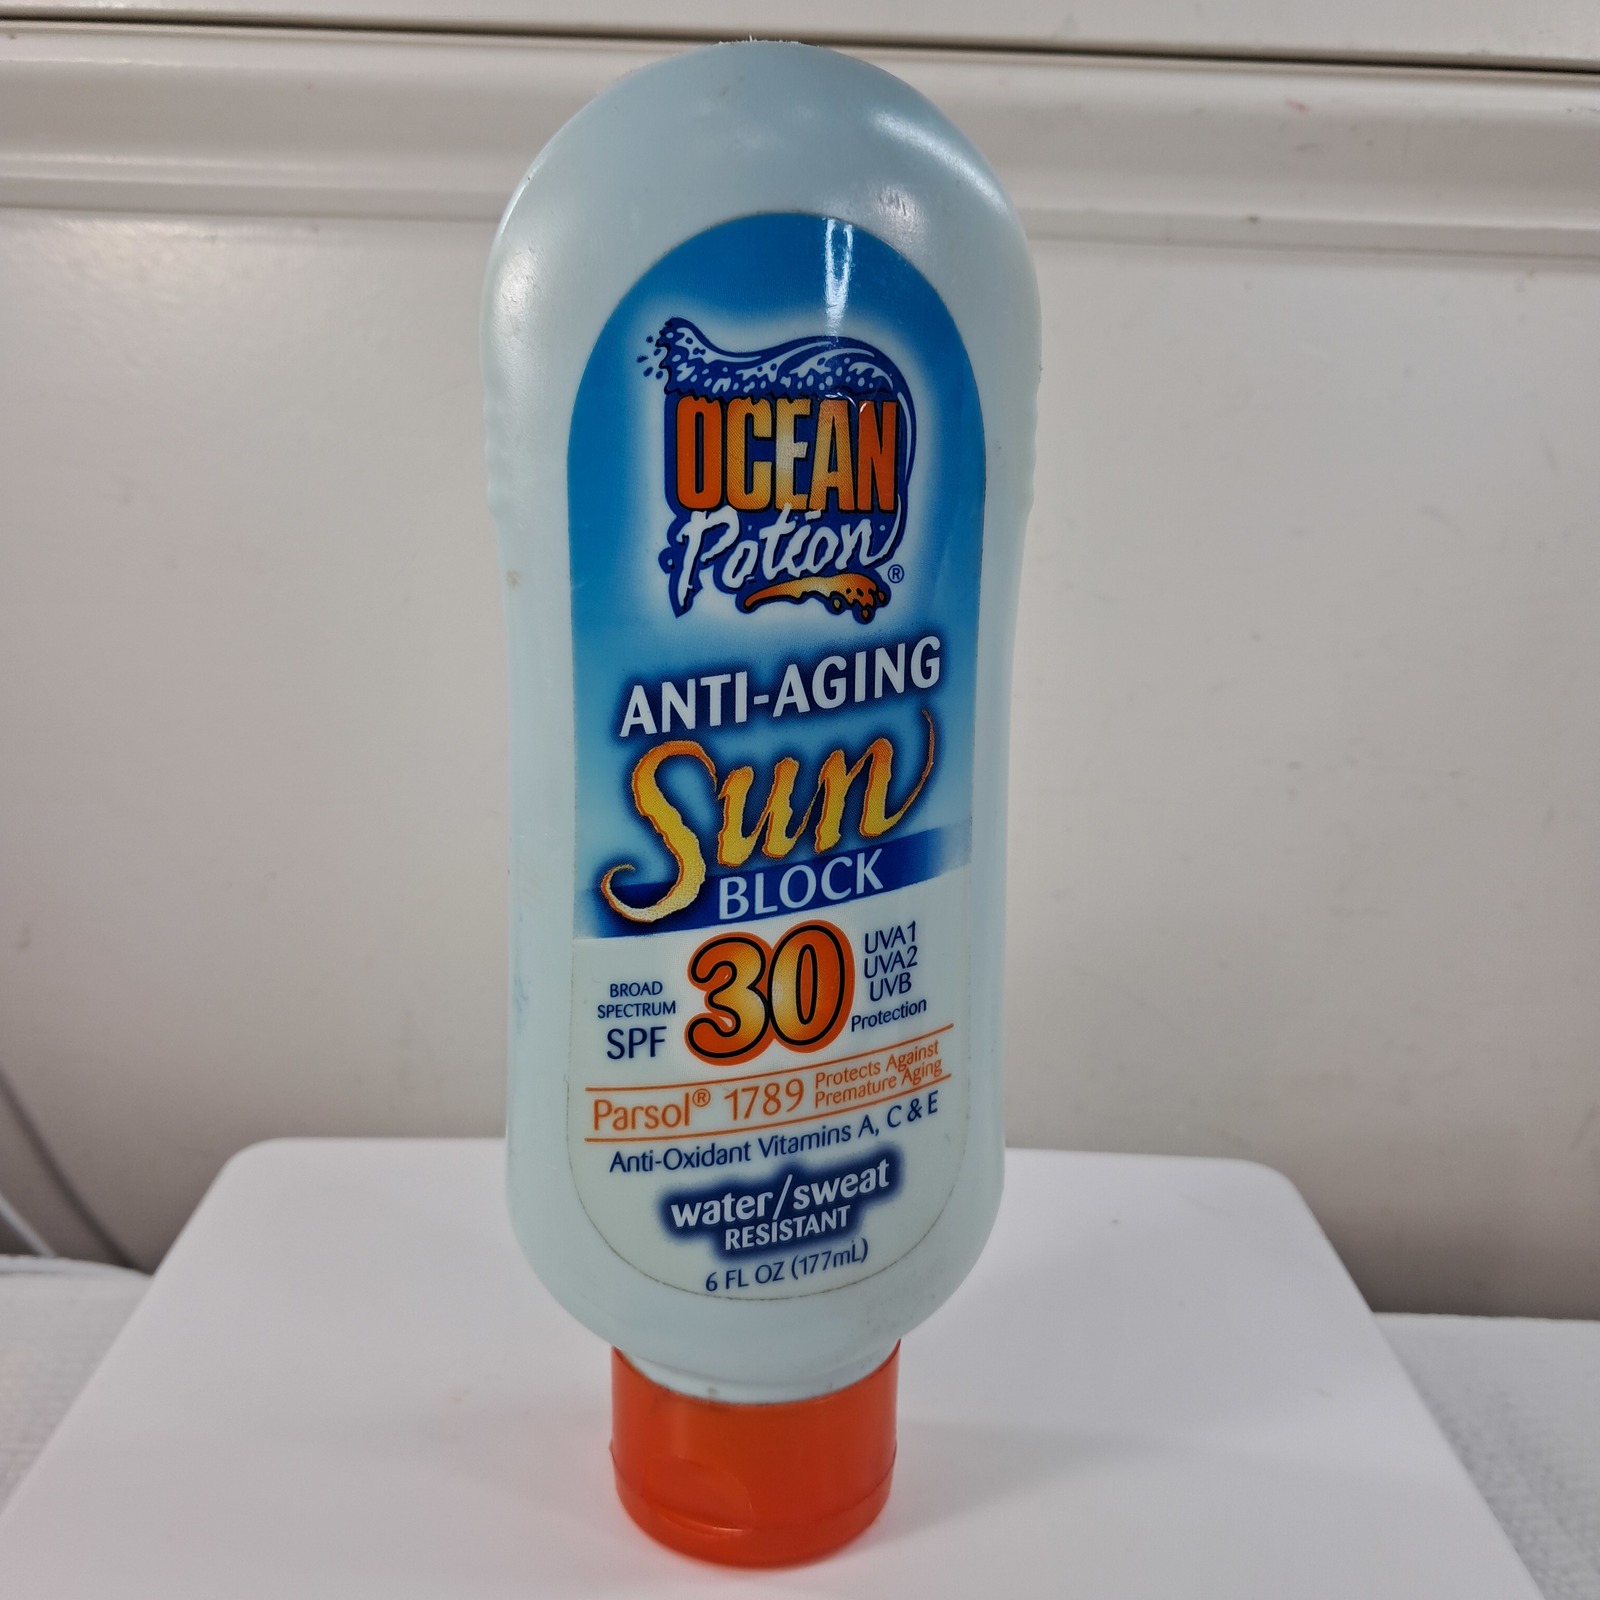 OCEAN
Potion®
ANTI-AGING
Sun
BLOCK
BROAD
SPECTRUM
SPF
30
UVA1
UVA2
UVB
Protection
Parsol® 1789
Protects Against
Premature Aging
Anti-Oxidant Vitamins A, C & E
water/sweat
RESISTANT
6 FL OZ (177mL)